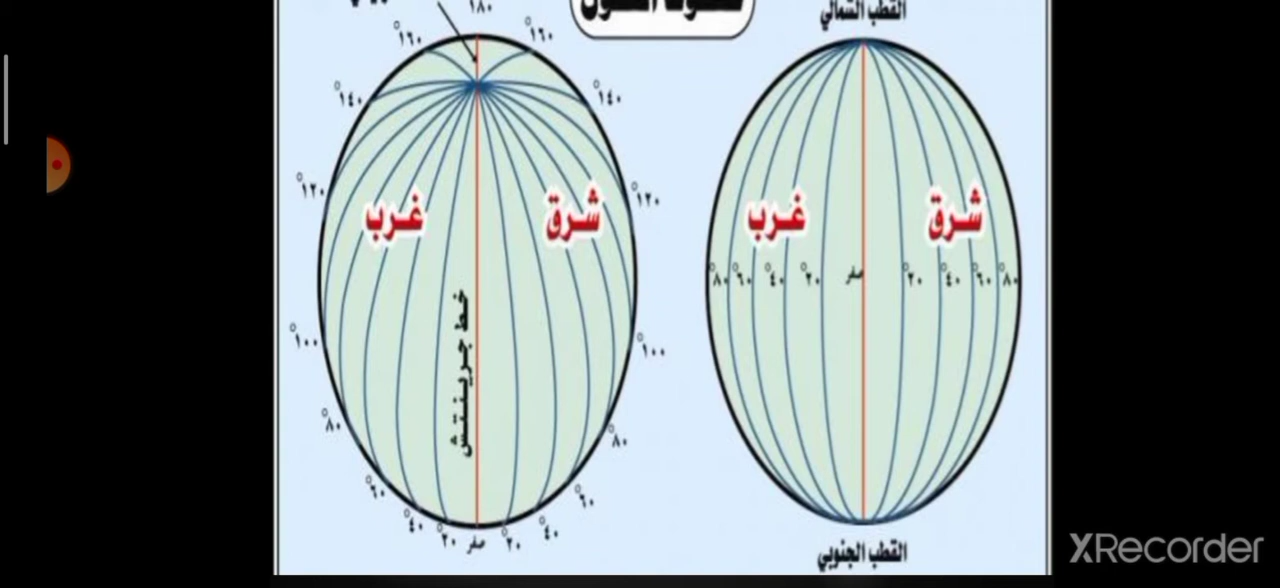 ١٨٠
°١٦٠
°١٦٠
°١٤٠
°١٤٠
°١٢٠
°١٢٠
غرب
شرق
خط جرينتش
°١٠٠
°١٠٠
°٨٠
°٨٠
°٦٠
°٦٠
°٤٠
°٢٠
صفر
°٢٠
°٤٠
القطب الشمالي
غرب
شرق
°٨٠ °٦٠ °٤٠ °٢٠ صفر °٢٠ °٤٠ °٦٠ °٨٠
القطب الجنوبي
XRecorder